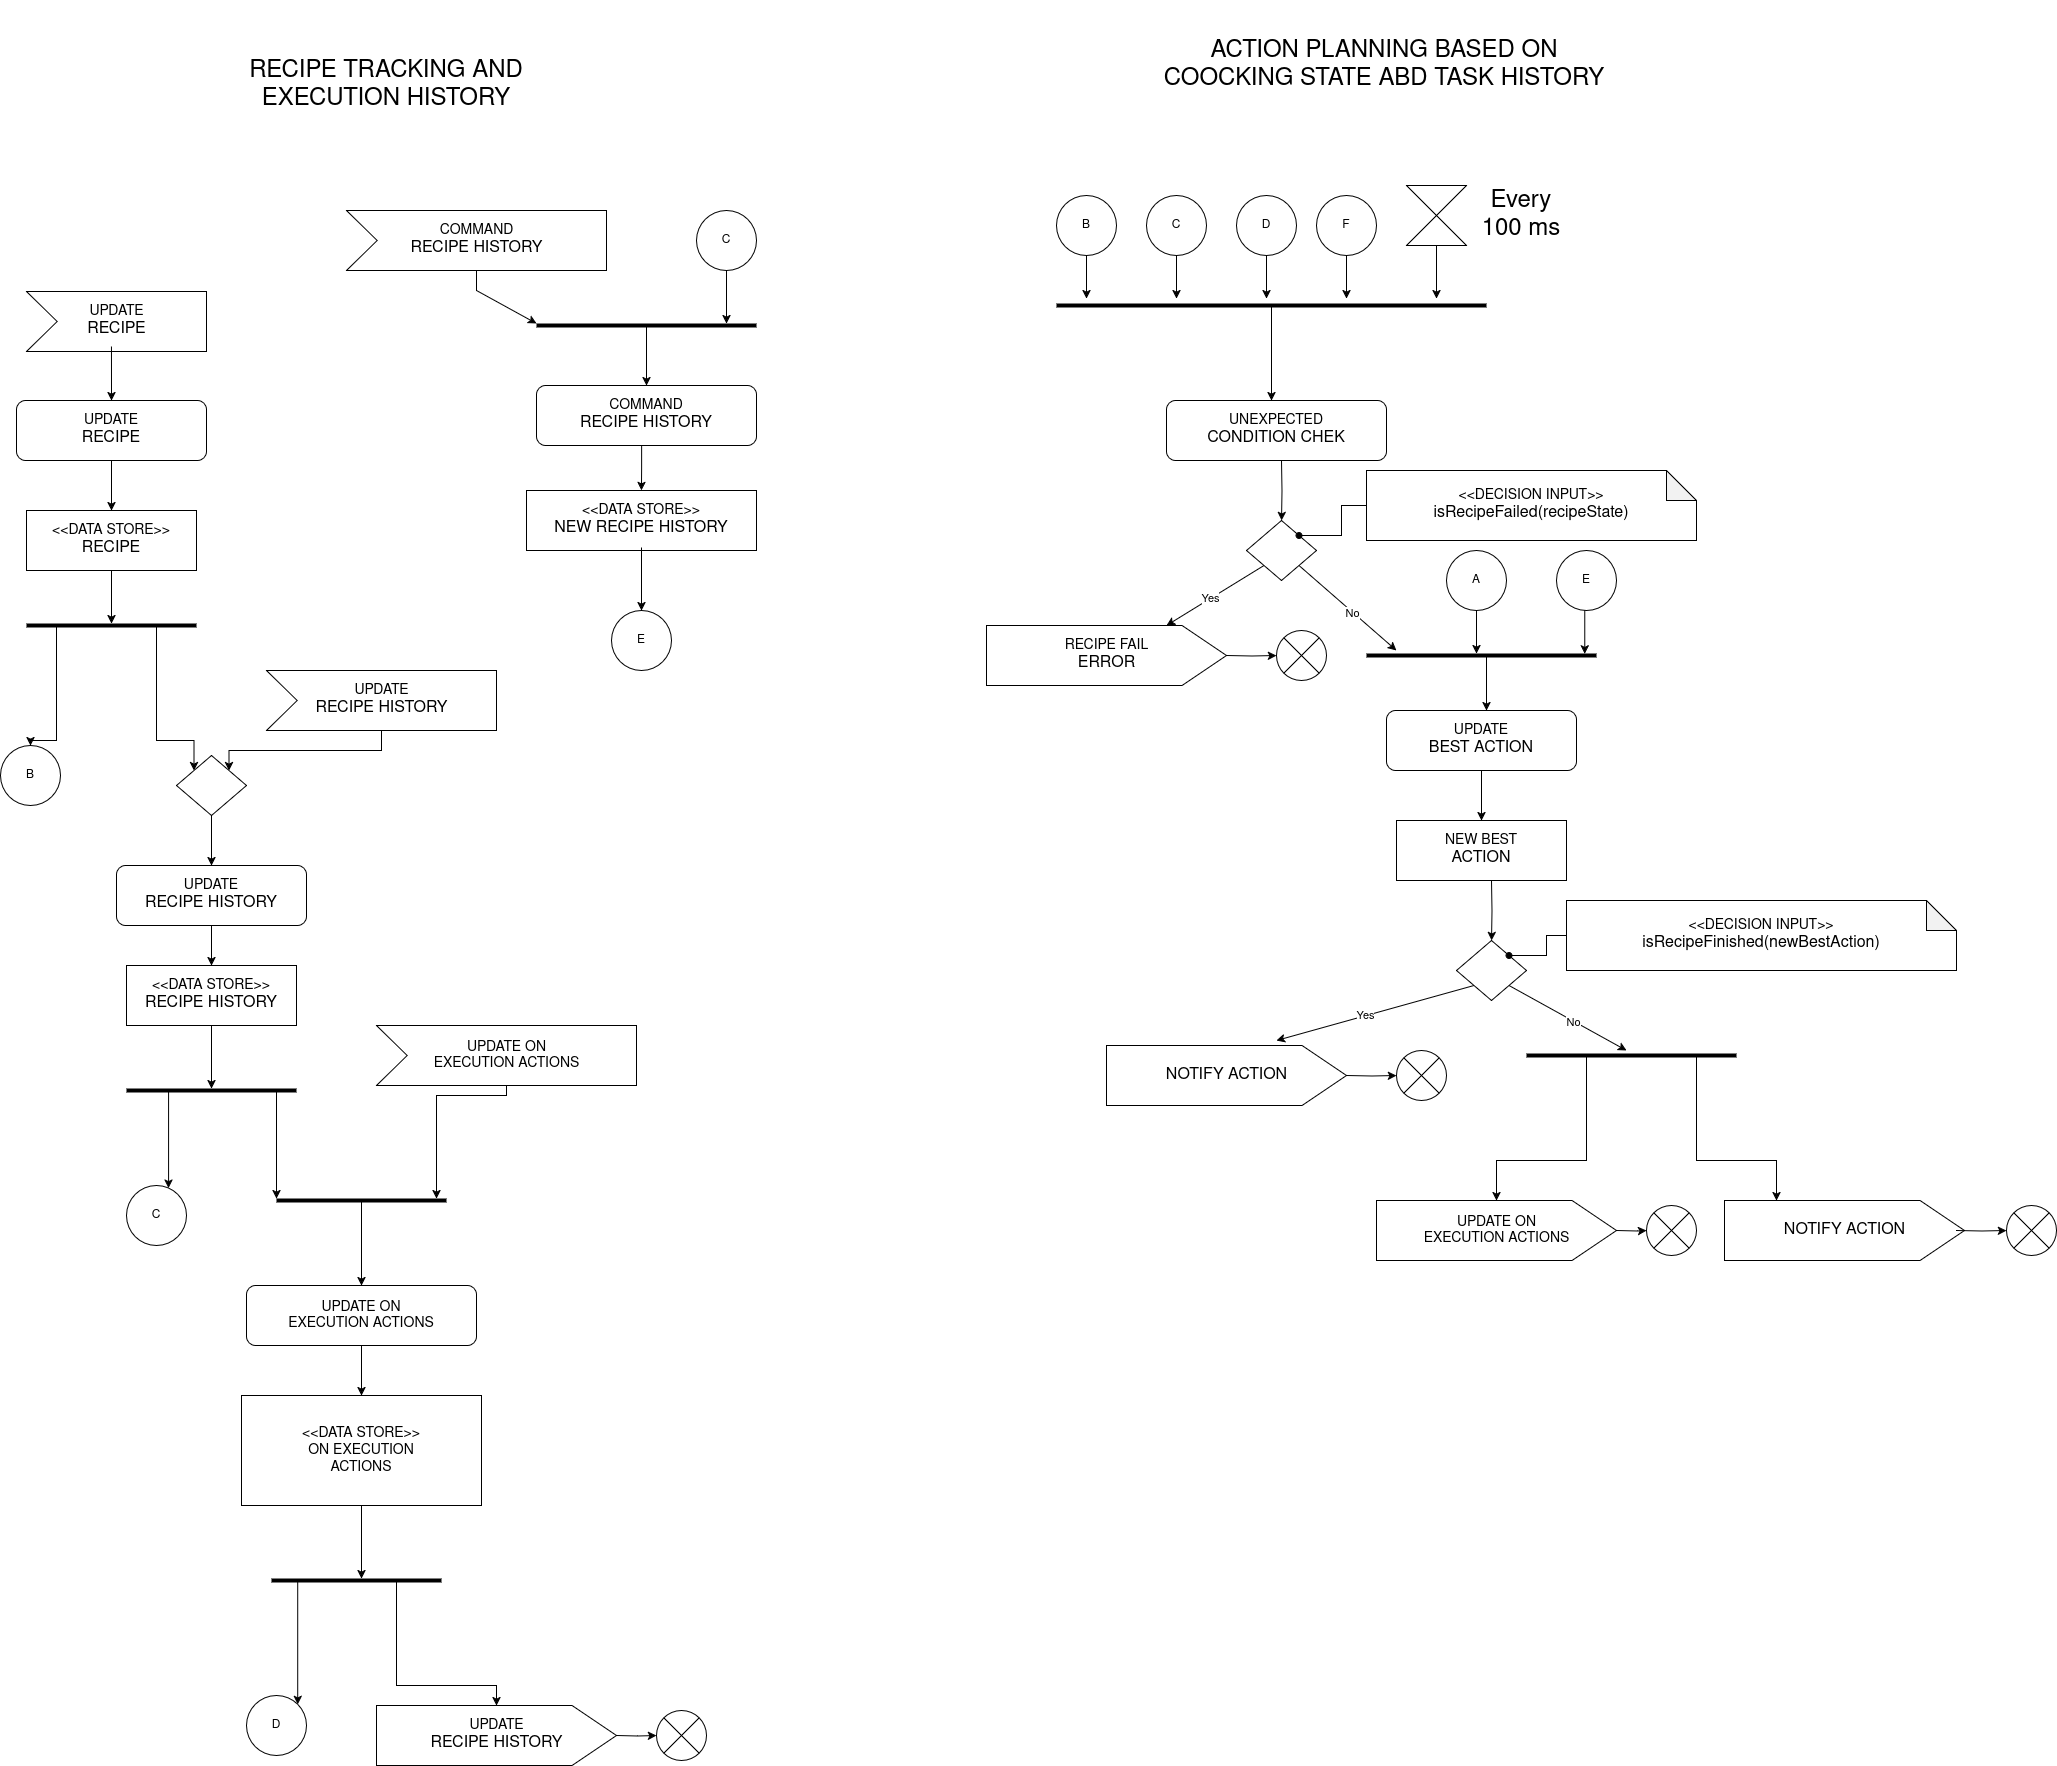 RECIPE TRACKING AND
EXECUTION HISTORY
COMMAND
RECIPE HISTORY
C
UPDATE
RECIPE
UPDATE
RECIPE
COMMAND
RECIPE HISTORY
<<DATA STORE>>
RECIPE
<<DATA STORE>>
NEW RECIPE HISTORY
E
UPDATE
RECIPE HISTORY
B
UPDATE
RECIPE HISTORY
<<DATA STORE>>
RECIPE HISTORY
UPDATE ON
EXECUTION ACTIONS
C
UPDATE ON
EXECUTION ACTIONS
<<DATA STORE>>
ON EXECUTION
ACTIONS
D
UPDATE
RECIPE HISTORY
ACTION PLANNING BASED ON
COOCKING STATE ABD TASK HISTORY
B
C
D
F
Every
100 ms
UNEXPECTED
CONDITION CHEK
<<DECISION INPUT>>
isRecipeFailed(recipeState)
A
E
Yes
No
RECIPE FAIL
ERROR
UPDATE
BEST ACTION
NEW BEST
ACTION
<<DECISION INPUT>>
isRecipeFinished(newBestAction)
Yes
No
NOTIFY ACTION
UPDATE ON
EXECUTION ACTIONS
NOTIFY ACTION